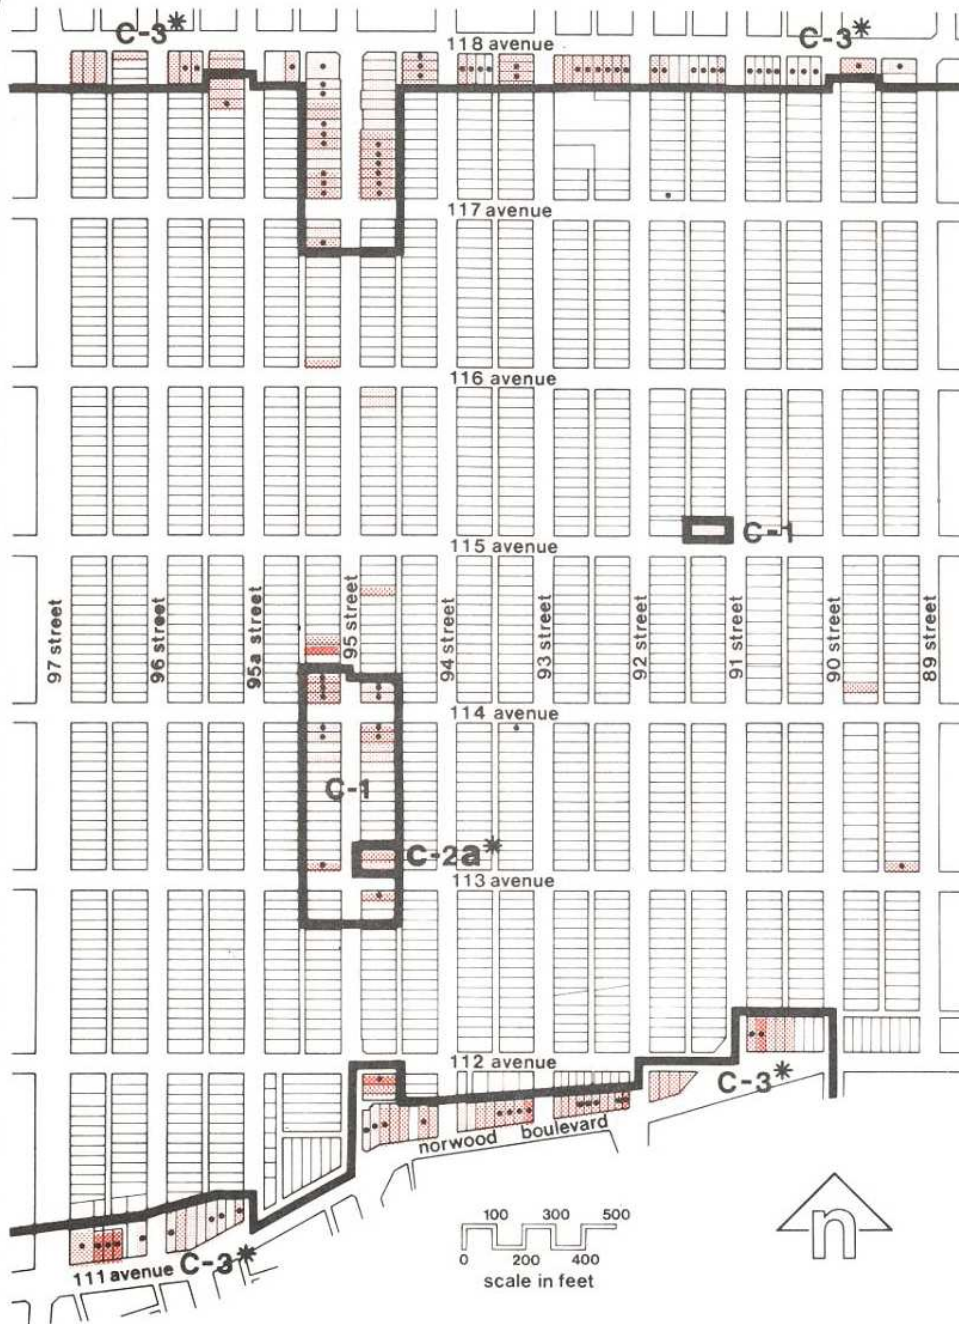 C-3*
C-3*
118 avenue
117 avenue
116 avenue
C-1
115 avenue
97 street
96 street
95a street
95 street
94 street
93 street
92 street
91 street
90 street
89 street
114 avenue
C-1
C-2a*
113 avenue
112 avenue
C-3*
norwood boulevard
111 avenue
C-3*
100 300 500
0 200 400
scale in feet
n